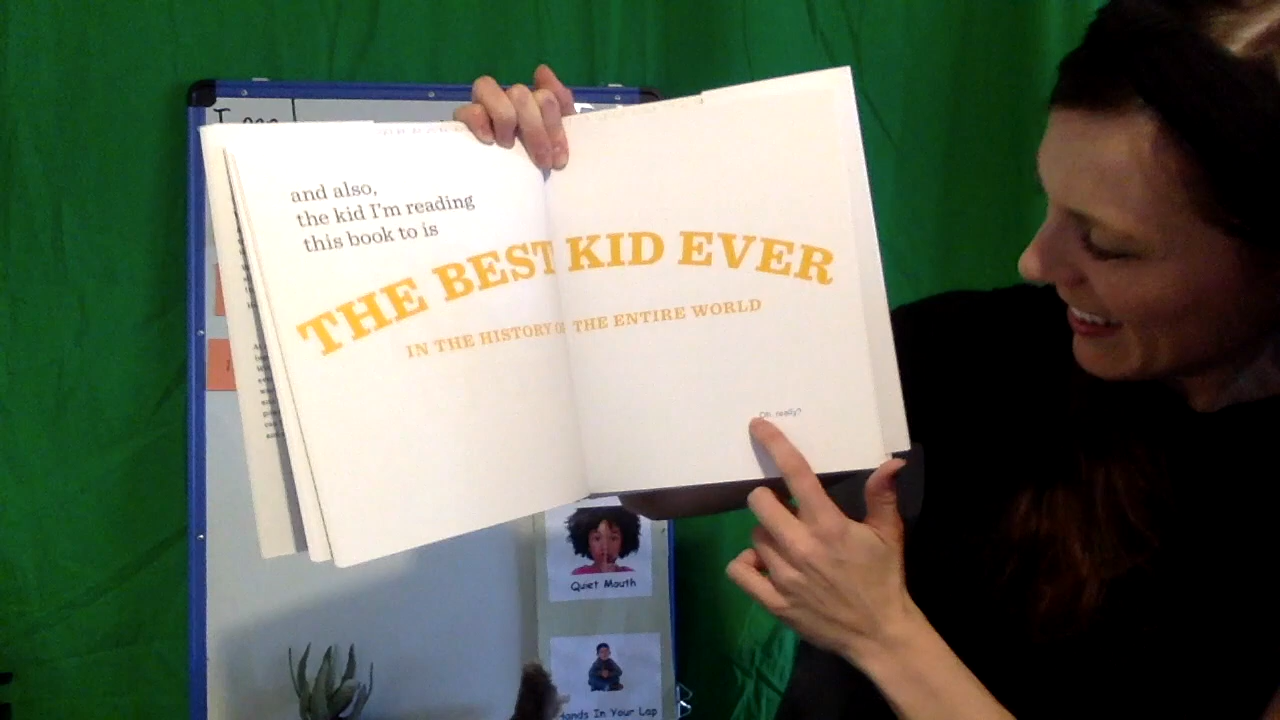 I can
and also,
the kid I'm reading
this book to is
THE BEST KID EVER
IN THE HISTORY OF THE ENTIRE WORLD
Oh, really?
Quiet Mouth
Hands In Your Lap